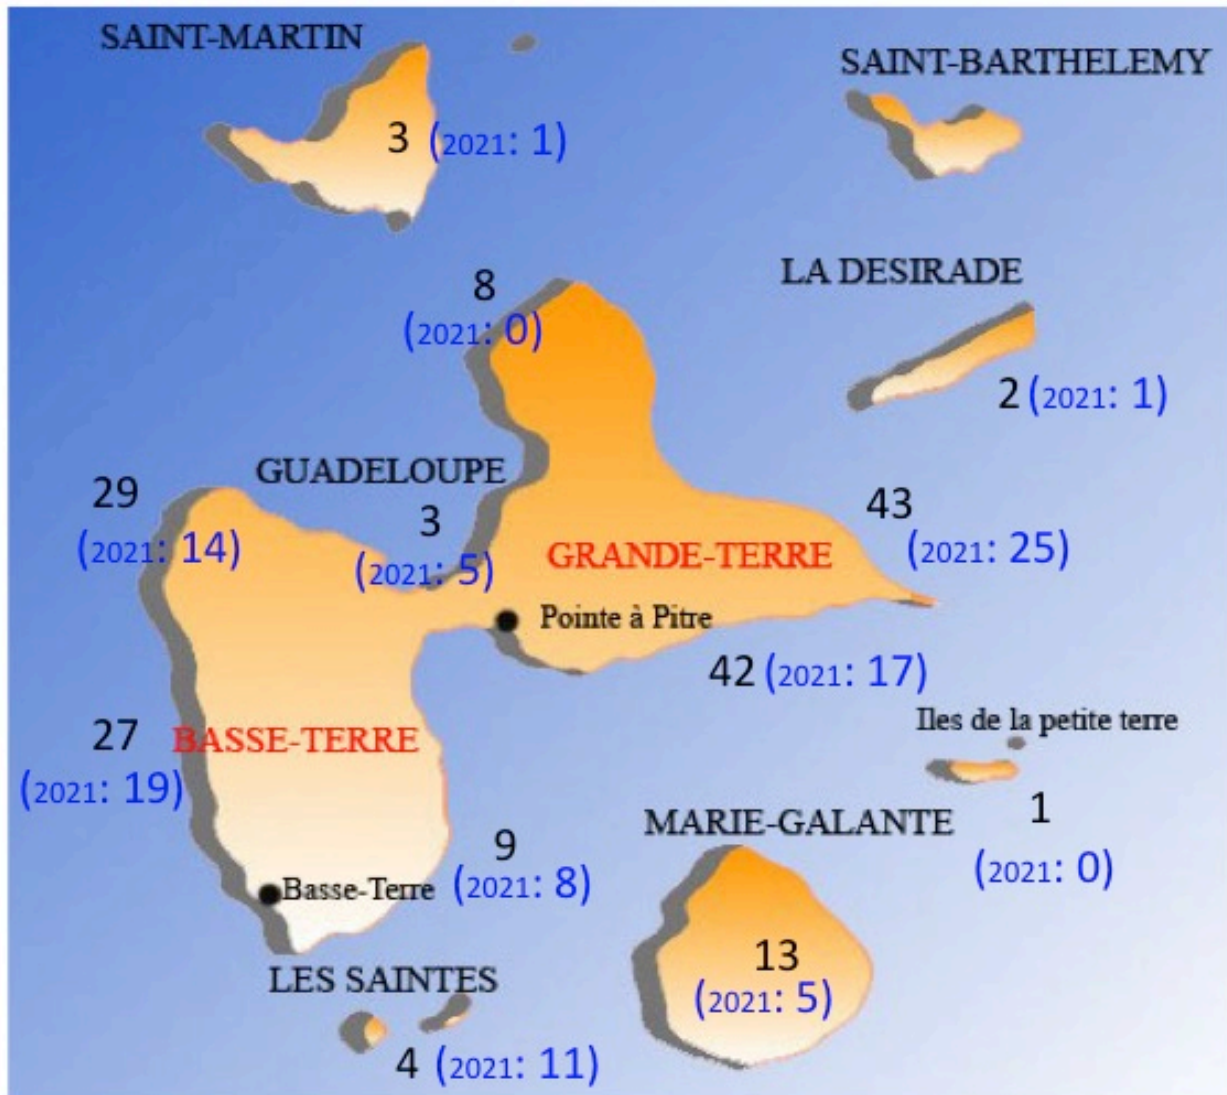 SAINT-MARTIN
SAINT-BARTHELEMY
3 (2021: 1)
LA DESIRADE
8
(2021: 0)
2 (2021: 1)
GUADELOUPE
29
(2021: 14)
3
(2021: 5)
43
(2021: 25)
GRANDE-TERRE
Pointe à Pitre
42 (2021: 17)
Iles de la petite terre
27
(2021: 19)
BASSE-TERRE
1
(2021: 0)
MARIE-GALANTE
9
(2021: 8)
Basse-Terre
13
(2021: 5)
LES SAINTES
4 (2021: 11)